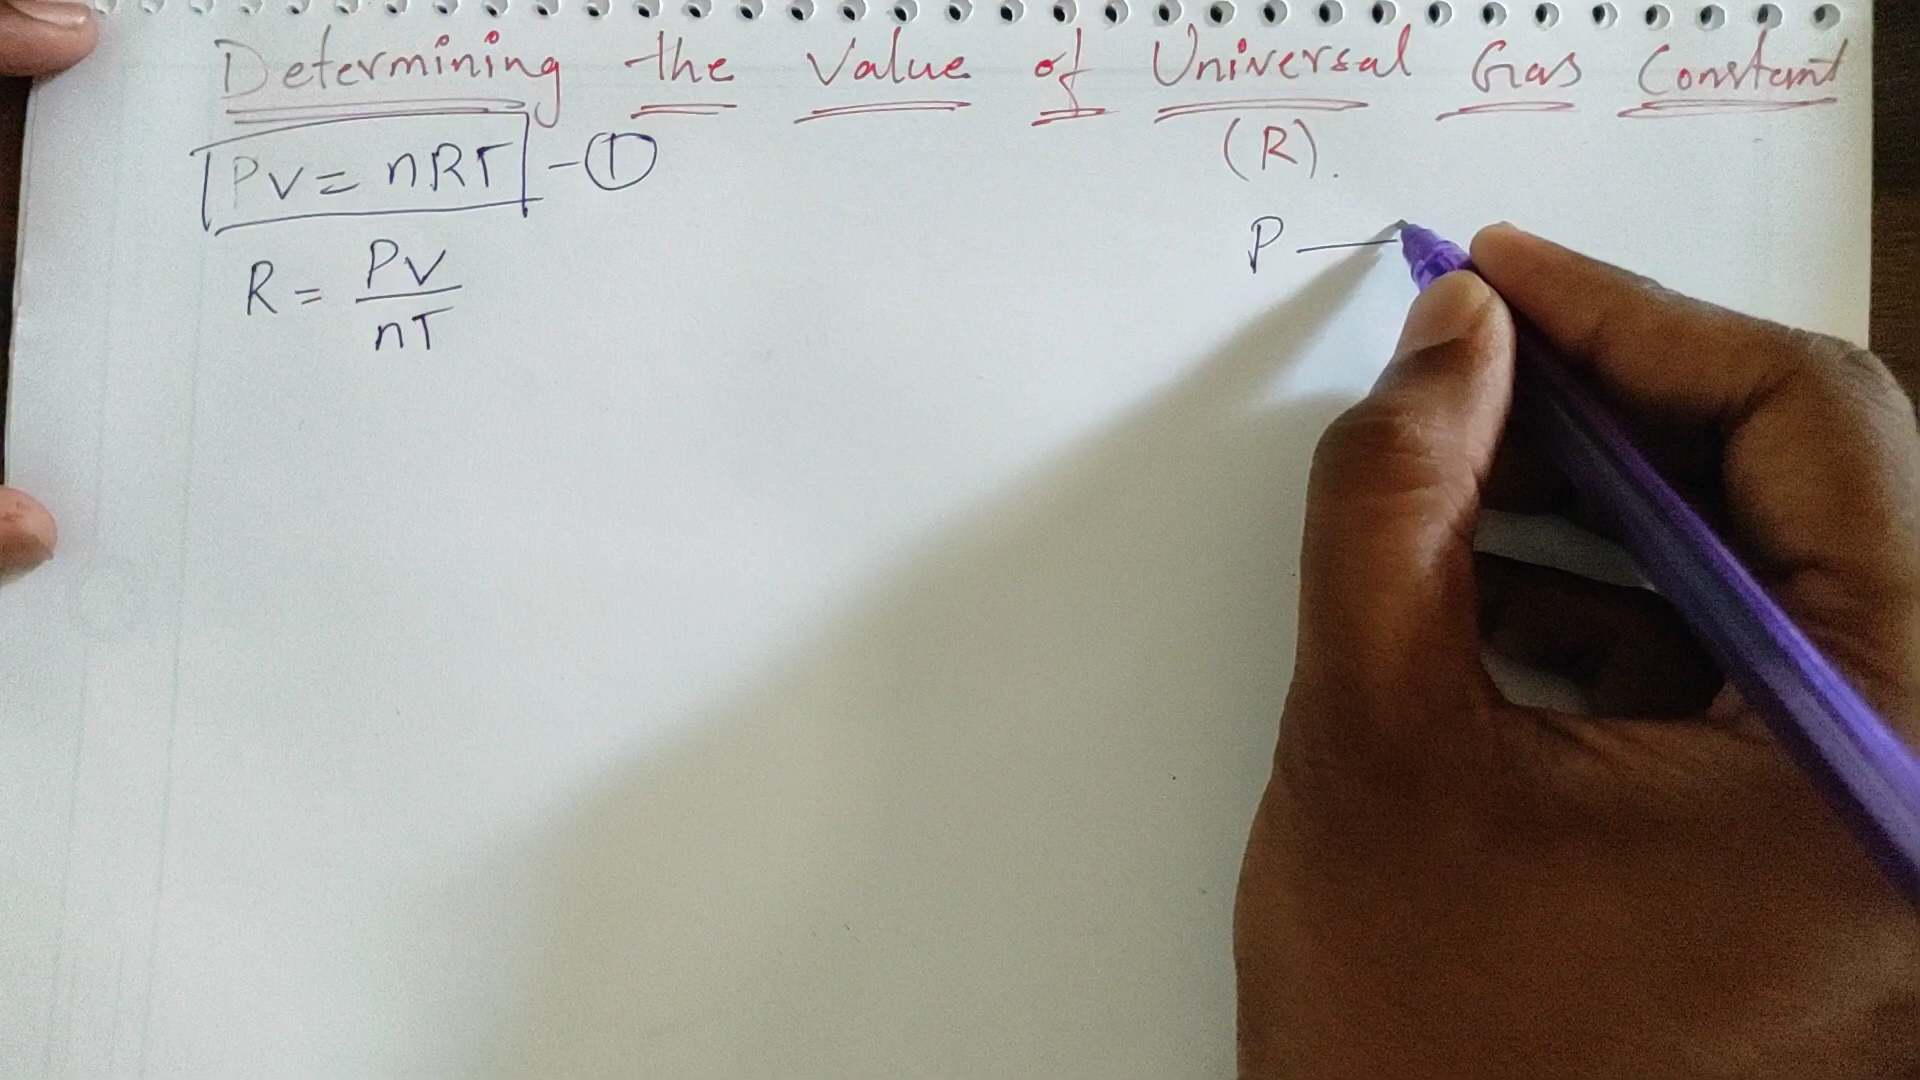 Determining the Value of Universal Gas Constant
(R).
PV = nRT - ①
P —
R = PV / nT